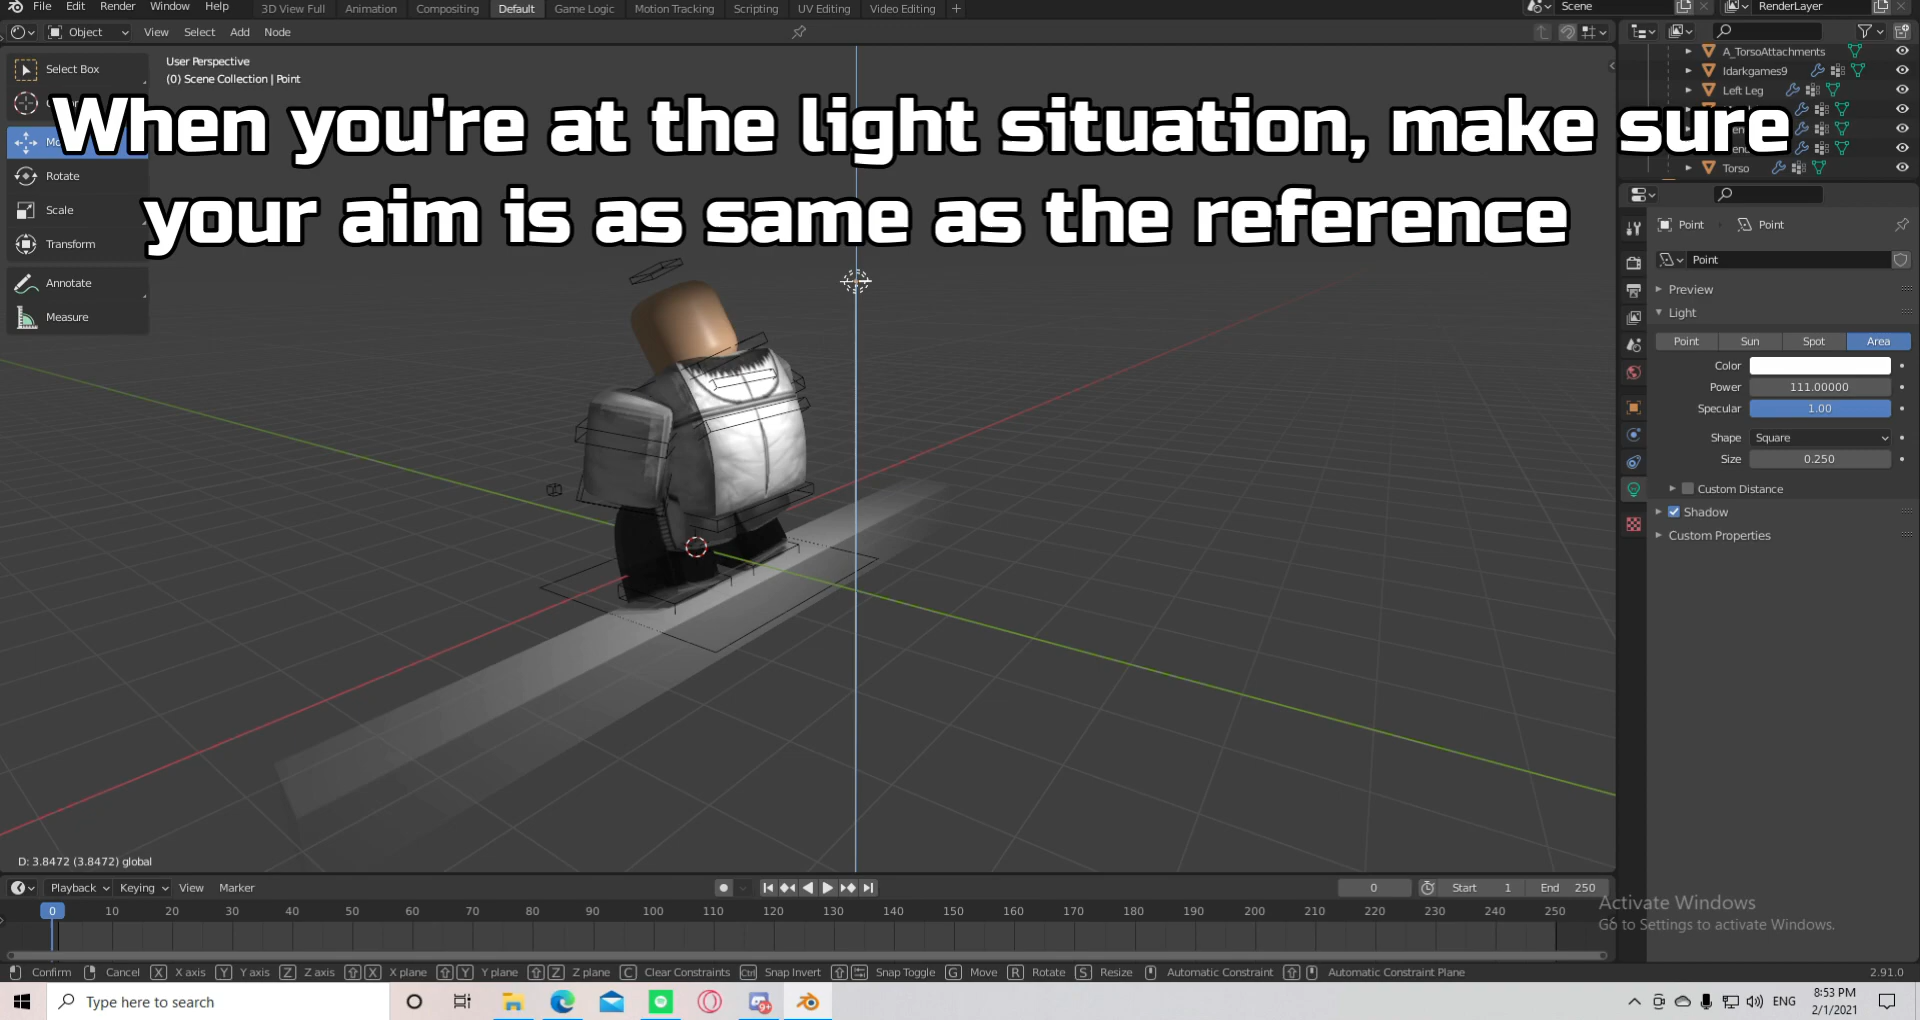 File Edit Render Window Help 3D View Full Animation Compositing Default Game Logic Motion Tracking Scripting UV Editing Video Editing + Scene RenderLayer
Object View Select Add Node
User Perspective
(0) Scene Collection | Point
Select Box
Rotate
Scale
Transform
Annotate
Measure
When you're at the light situation, make sure
your aim is as same as the reference
A_TorsoAttachments
Idarkgames9
Left Leg
Torso
Point Point
Point
Preview
Light
Point Sun Spot Area
Color
Power 111.00000
Specular 1.00
Shape Square
Size 0.250
Custom Distance
Shadow
Custom Properties
D: 3.8472 (3.8472) global
Playback Keying View Marker 0 Start 1 End 250
0 10 20 30 40 50 60 70 80 90 100 110 120 130 140 150 160 170 180 190 200 210 220 230 240 250
Activate Windows
Go to Settings to activate Windows.
Confirm Cancel X X axis Y Y axis Z Z axis X X plane Y Y plane Z Z plane C Clear Constraints Ctrl Snap Invert Snap Toggle G Move R Rotate S Resize Automatic Constraint Automatic Constraint Plane 2.91.0
Type here to search 9+ ENG 8:53 PM
2/1/2021